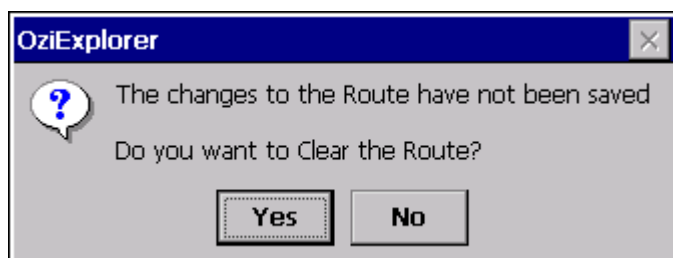 OziExplorer
The changes to the Route have not been saved
Do you want to Clear the Route?
Yes No